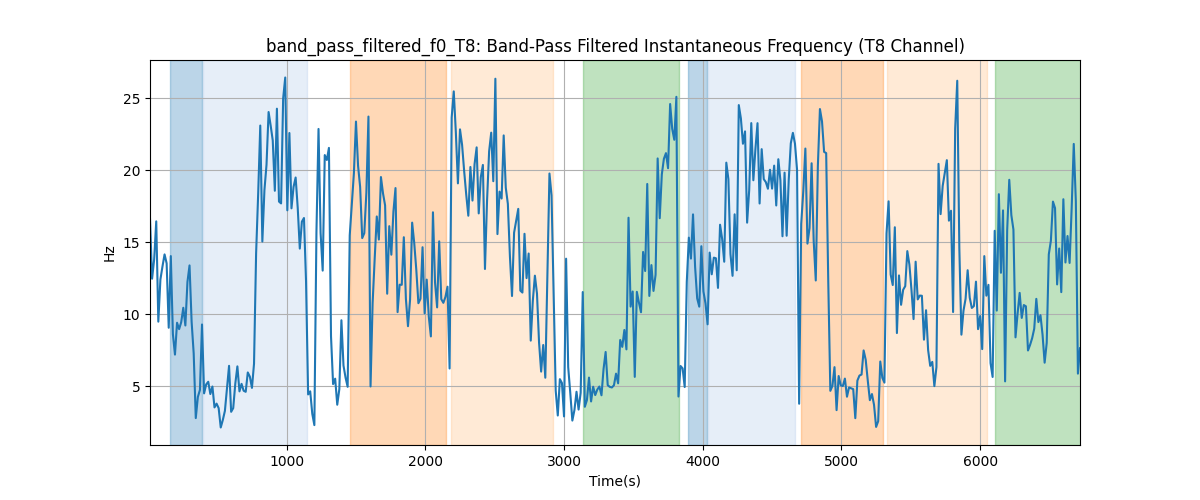 band_pass_filtered_f0_T8: Band-Pass Filtered Instantaneous Frequency (T8 Channel)
25
20
15
10
5
Hz
1000 2000 3000 4000 5000 6000
Time(s)